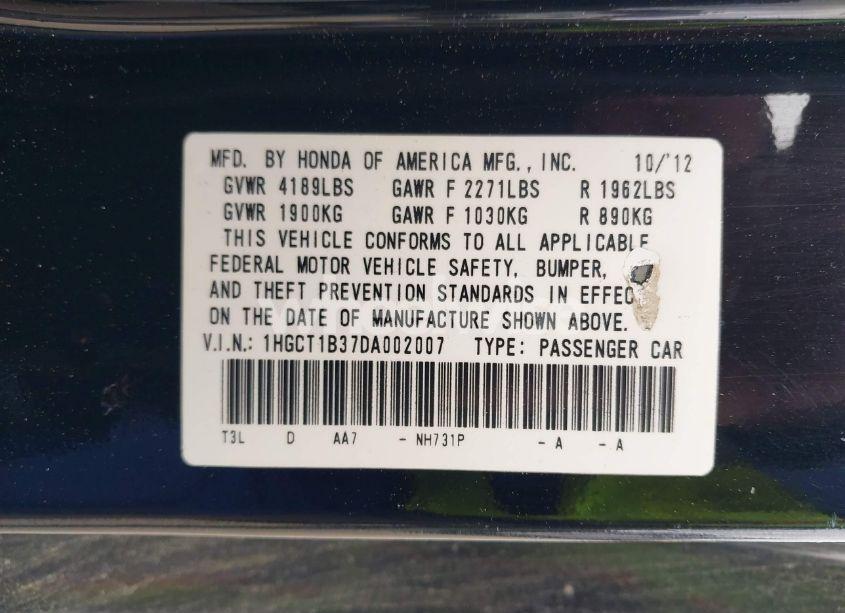 MFD. BY HONDA OF AMERICA MFG., INC. 10/'12
GVWR 4189LBS GAWR F 2271LBS R 1962LBS
GVWR 1900KG GAWR F 1030KG R 890KG
THIS VEHICLE CONFORMS TO ALL APPLICABLE
FEDERAL MOTOR VEHICLE SAFETY, BUMPER,
AND THEFT PREVENTION STANDARDS IN EFFEC
ON THE DATE OF MANUFACTURE SHOWN ABOVE.
V.I.N.: 1HGCT1B37DA002007 TYPE: PASSENGER CAR
T3L D AA7 - NH731P - A - A